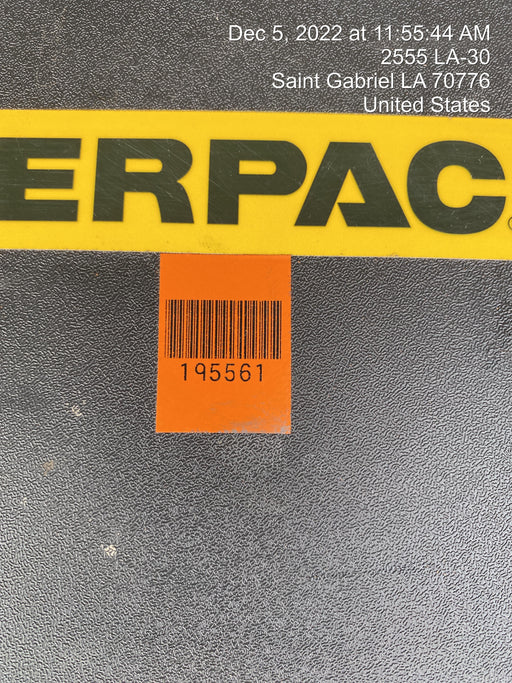 Dec 5, 2022 at 11:55:44 AM
2555 LA-30
Saint Gabriel LA 70776
United States
ERPAC
195561